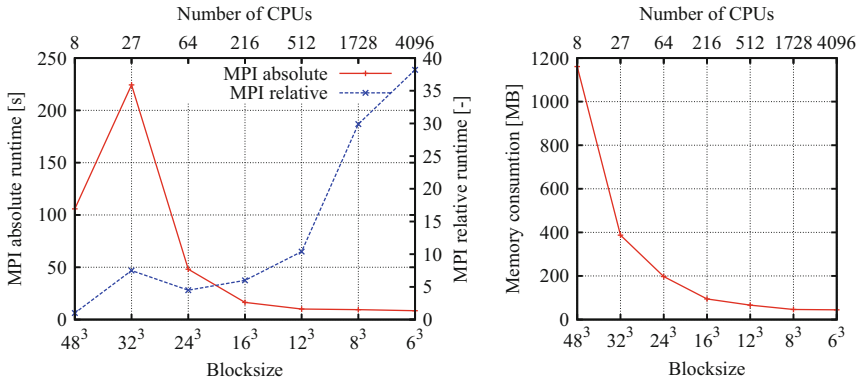 Number of CPUs
8 27 64 216 512 1728 4096
MPI absolute
MPI relative
MPI absolute runtime [s]
250
200
150
100
50
0
MPI relative runtime [-]
40
35
30
25
20
15
10
5
0
48³ 32³ 24³ 16³ 12³ 8³ 6³
Blocksize
Number of CPUs
8 27 64 216 512 1728 4096
Memory consumtion [MB]
1200
1000
800
600
400
200
0
48³ 32³ 24³ 16³ 12³ 8³ 6³
Blocksize